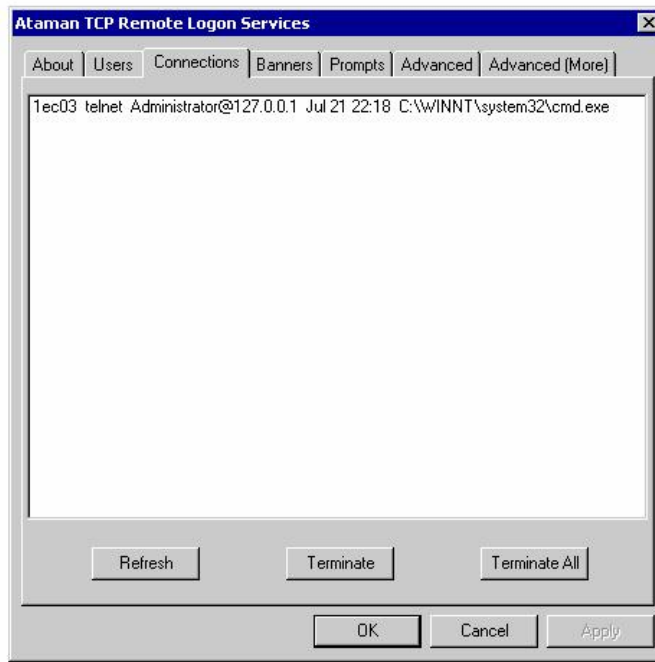 Ataman TCP Remote Logon Services
About Users Connections Banners Prompts Advanced Advanced (More)
1ec03 telnet Administrator@127.0.0.1 Jul 21 22:18 C:\WINNT\system32\cmd.exe
Refresh Terminate Terminate All
OK Cancel Apply